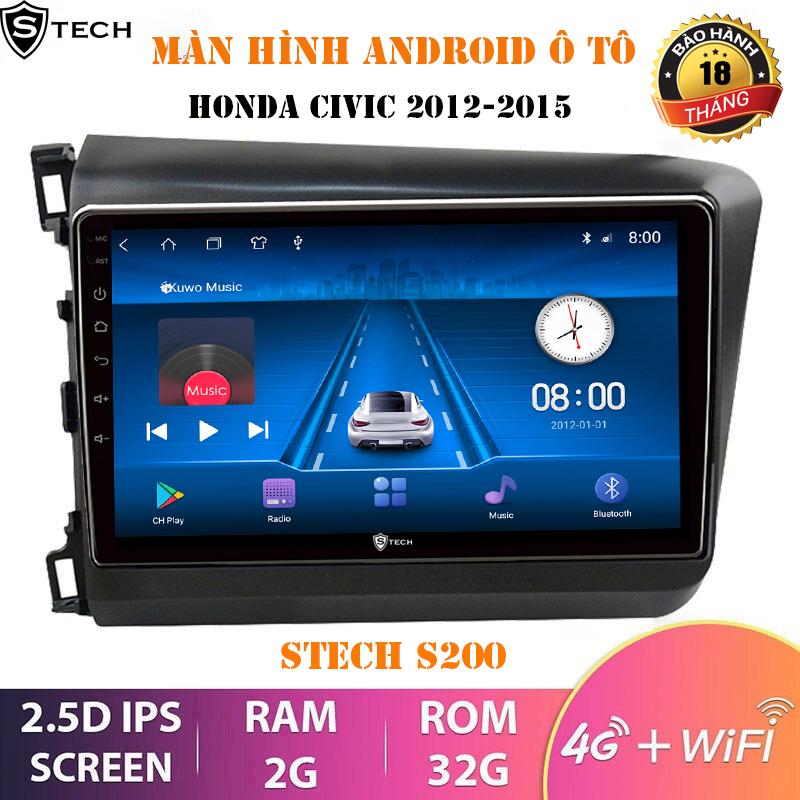 S TECH
MÀN HÌNH ANDROID Ô TÔ
HONDA CIVIC 2012-2015
BẢO HÀNH
18
THÁNG
MIC
RST
8:00
Kuwo Music
Music
08:00
2012-01-01
CH Play
Radio
Music
Bluetooth
S TECH
STECH S200
2.5D IPS
SCREEN
RAM
2G
ROM
32G
4G + WiFi